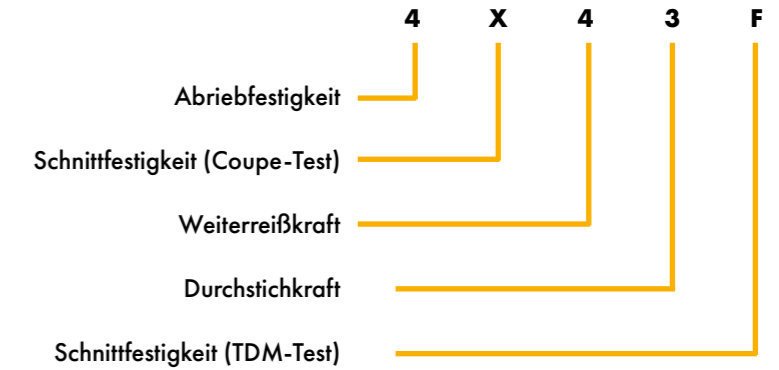 4 X 4 3 F
Abriebfestigkeit
Schnittfestigkeit (Coupe-Test)
Weiterreißkraft
Durchstichkraft
Schnittfestigkeit (TDM-Test)